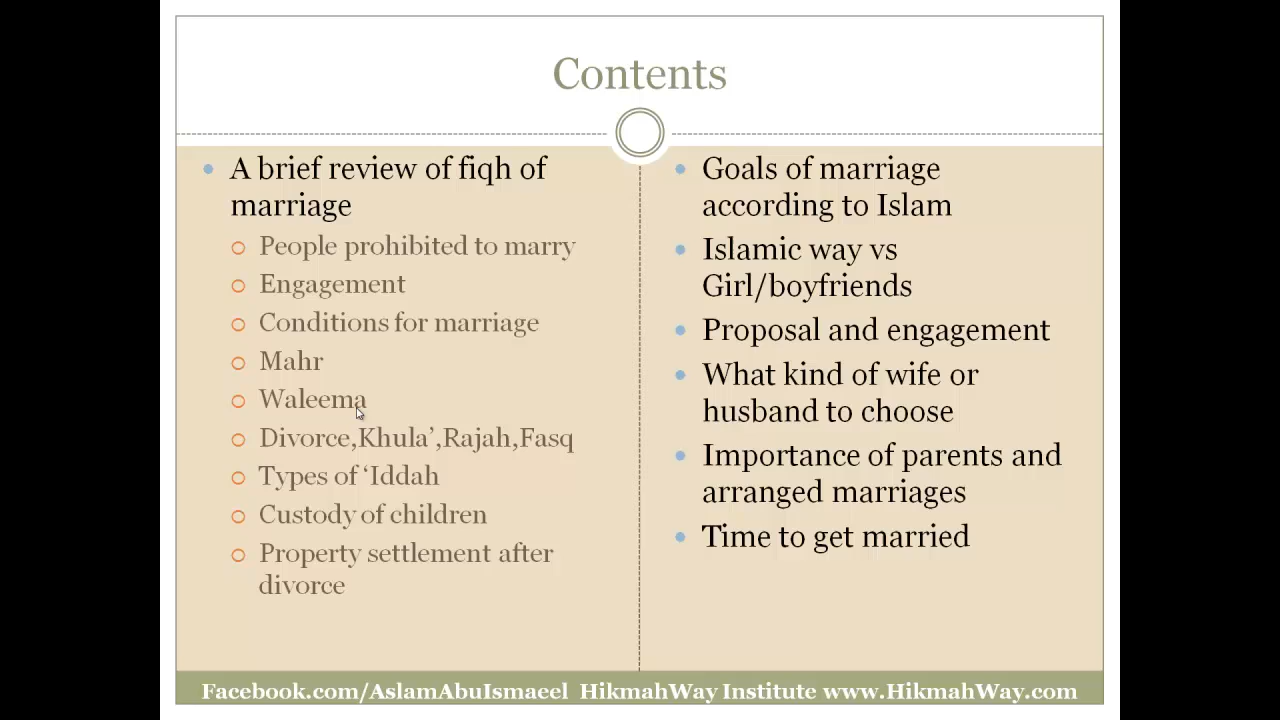 Contents
A brief review of fiqh of
marriage
People prohibited to marry
Engagement
Conditions for marriage
Mahr
Waleema
Divorce,Khula’,Rajah,Fasq
Types of ‘Iddah
Custody of children
Property settlement after
divorce
Goals of marriage
according to Islam
Islamic way vs
Girl/boyfriends
Proposal and engagement
What kind of wife or
husband to choose
Importance of parents and
arranged marriages
Time to get married
Facebook.com/AslamAbuIsmaeel HikmahWay Institute www.HikmahWay.com